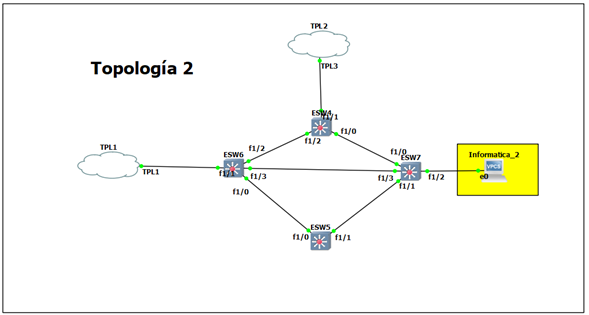 TPL2
Topología 2
TPL3
ESW4
f1/1
f1/0
f1/2
TPL1
ESW6
f1/2
f1/0
ESW7
Informatica_2
TPL1
f1/1
f1/3
f1/3
f1/2
e0
f1/1
f1/0
ESW5
f1/0
f1/1